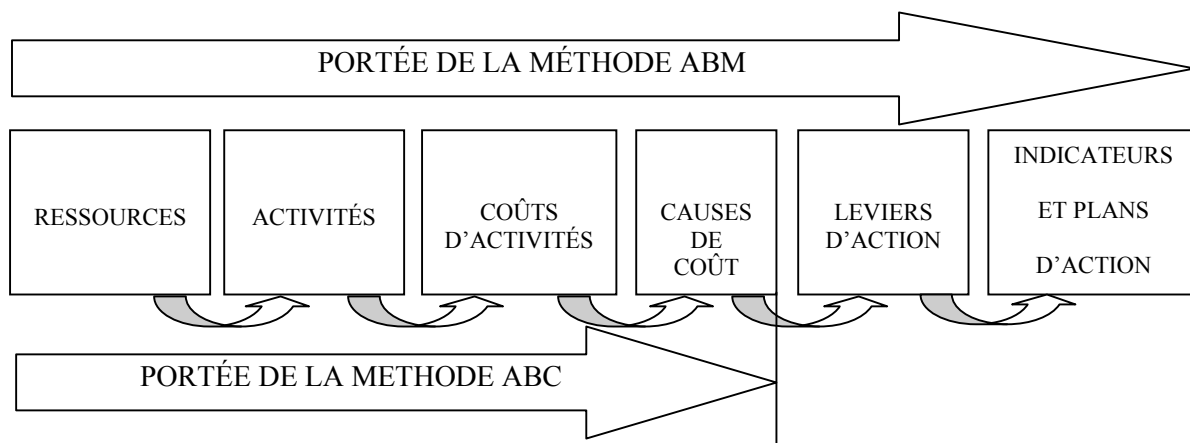 PORTÉE DE LA MÉTHODE ABM
RESSOURCES
ACTIVITÉS
COÛTS
D'ACTIVITÉS
CAUSES
DE
COÛT
LEVIERS
D'ACTION
INDICATEURS
ET PLANS
D'ACTION
PORTÉE DE LA METHODE ABC